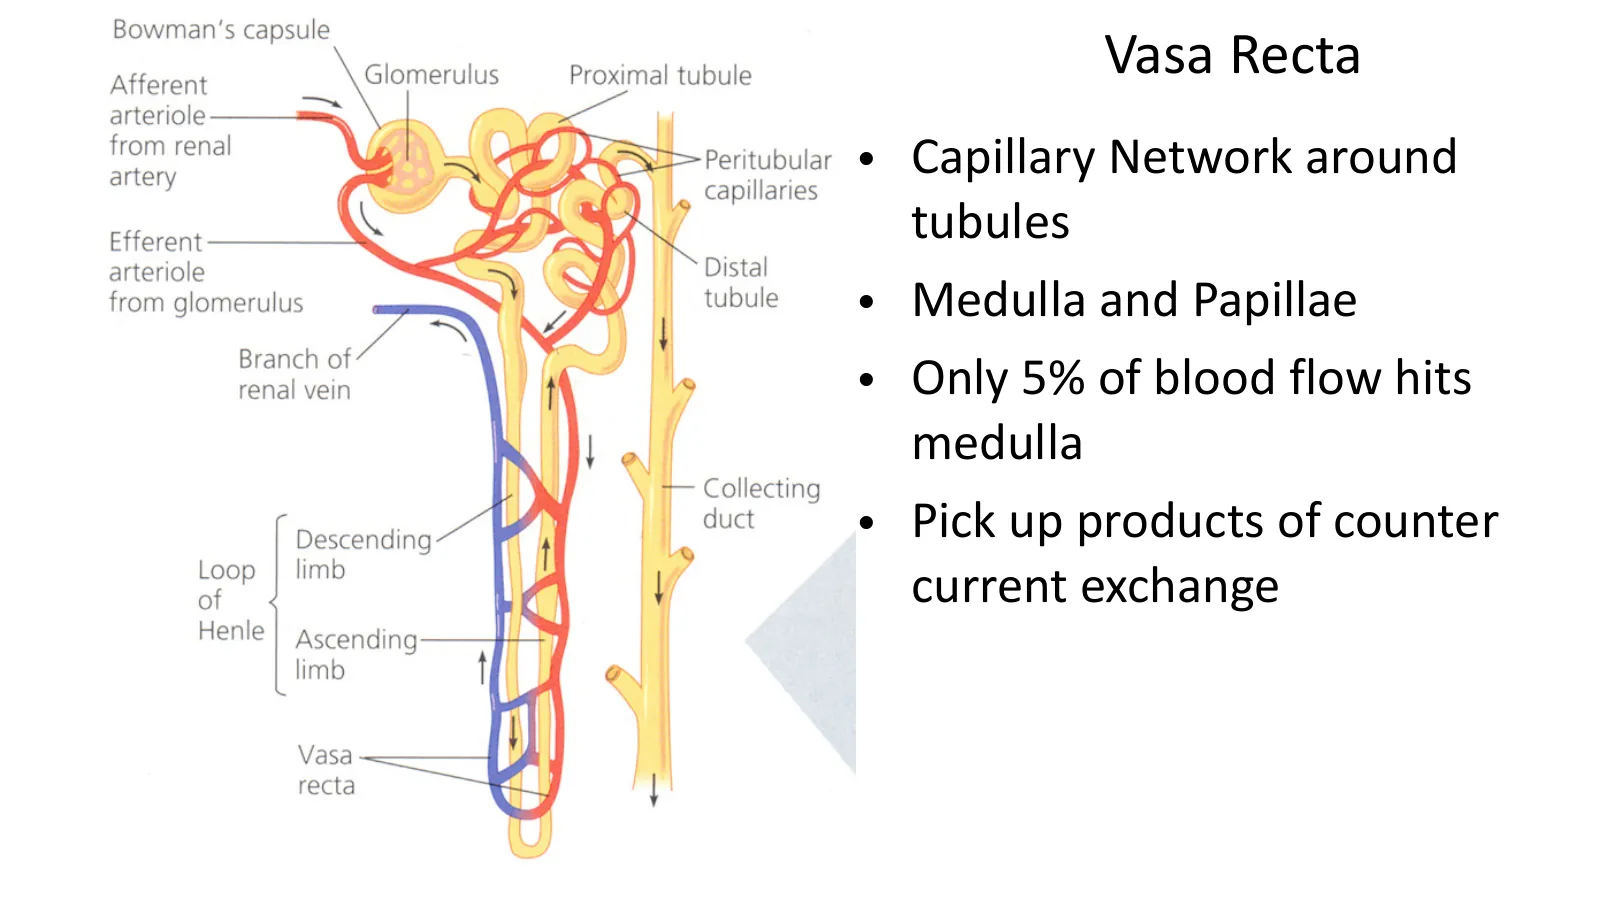 Bowman's capsule
Glomerulus
Proximal tubule
Afferent
arteriole
from renal
artery
Peritubular
capillaries
Efferent
arteriole
from glomerulus
Distal
tubule
Branch of
renal vein
Collecting
duct
Loop
of
Henle
Descending
limb
Ascending
limb
Vasa
recta
Vasa Recta
• Capillary Network around
tubules
• Medulla and Papillae
• Only 5% of blood flow hits
medulla
• Pick up products of counter
current exchange